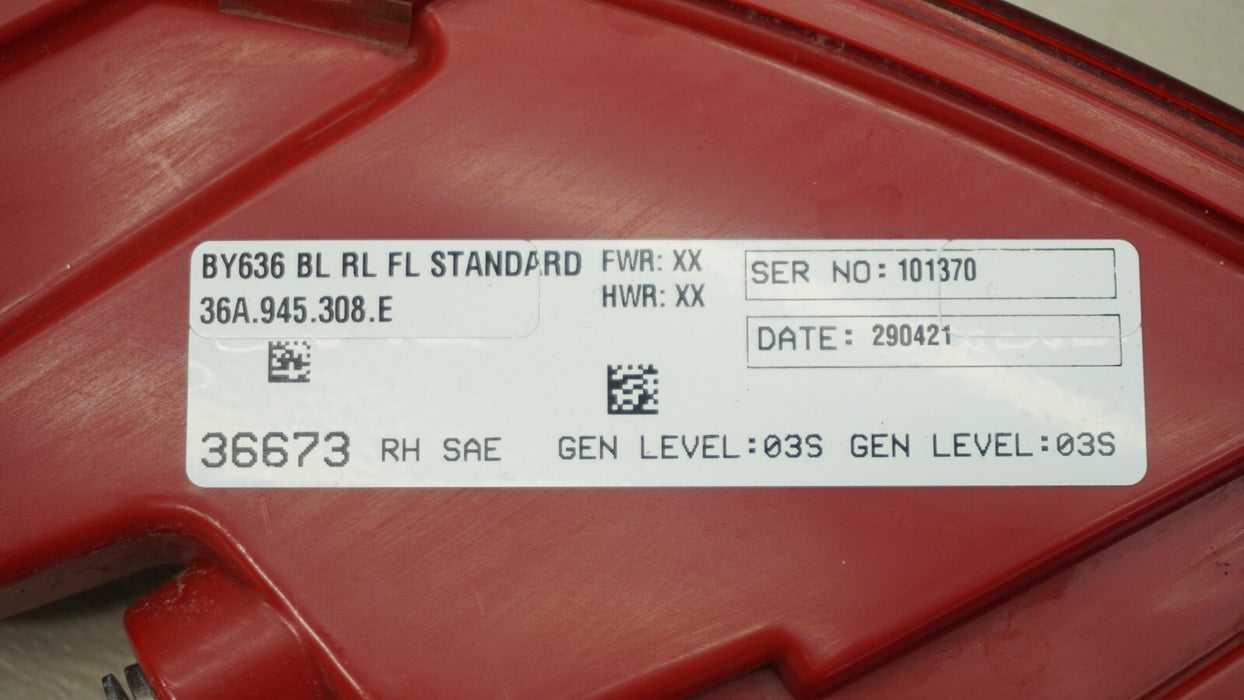 BY636 BL RL FL STANDARD
36A.945.308.E
FWR: XX
HWR: XX
SER NO: 101370
DATE: 290421
36673 RH SAE GEN LEVEL:03S GEN LEVEL:03S